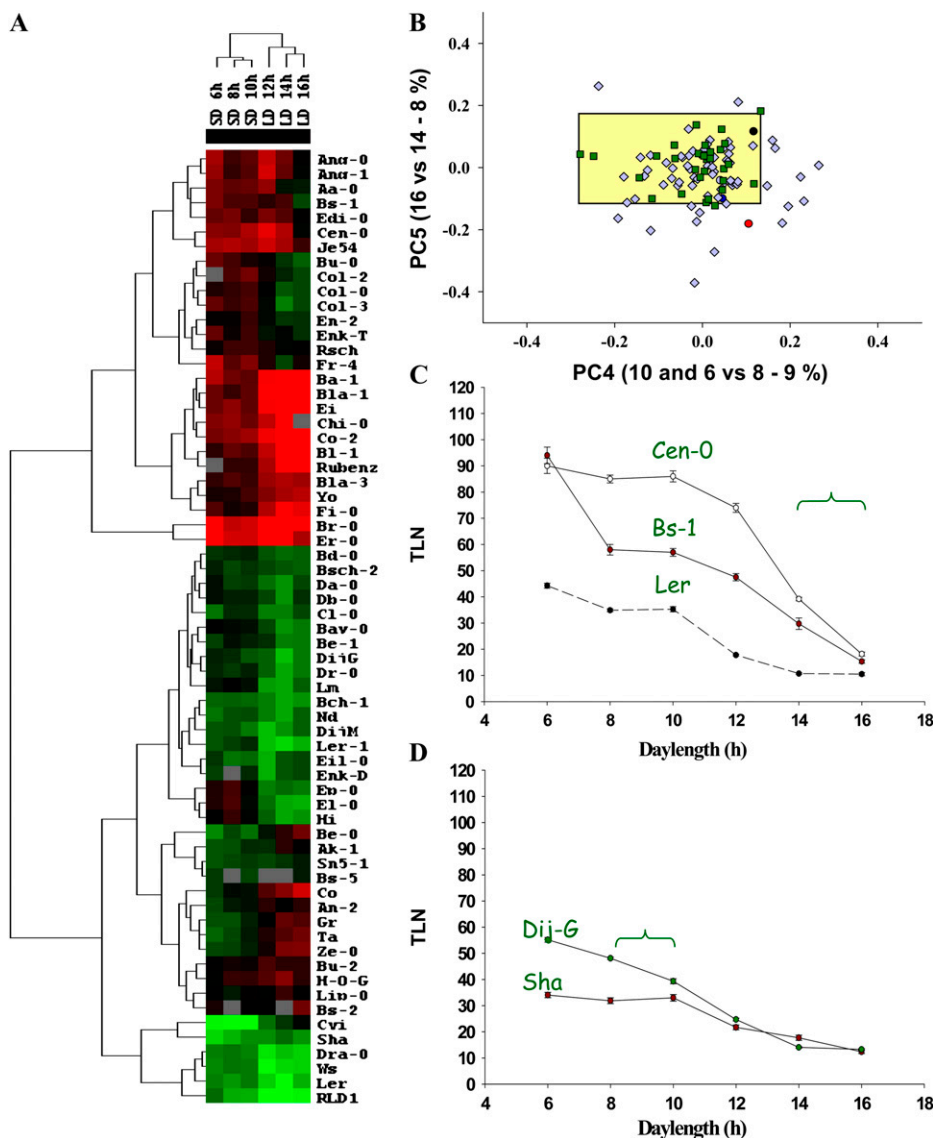 A
SD 6h
SD 8h
SD 10h
LD 12h
LD 14h
LD 16h
Ang-0
Ang-1
Aa-0
Bs-1
Edi-0
Cen-0
Je54
Bu-0
Col-2
Col-0
Col-3
En-2
Enk-T
Rsch
Fr-4
Ba-1
Bla-1
Ei
Chi-0
Co-2
Bl-1
Rubenz
Bla-3
Yo
Fi-0
Br-0
Er-0
Bd-0
Bsch-2
Da-0
Db-0
Cl-0
Bay-0
Be-1
DijG
Dr-0
Lm
Bch-1
Nd
DijM
Ler-1
Eil-0
Enk-D
Ep-0
El-0
Hi
Be-0
Ak-1
Sn5-1
Bs-5
Co
An-2
Gr
Ta
Ze-0
Bu-2
H-O-G
Lip-0
Bs-2
Cvi
Sha
Dra-0
Ws
Ler
RLD1
B
PC5 (16 vs 14 - 8 %)
0.4
0.2
0.0
-0.2
-0.4
-0.4
-0.2
0.0
0.2
0.4
PC4 (10 and 6 vs 8 - 9 %)
C
TLN
120
110
100
90
80
70
60
50
40
30
20
10
0
Cen-0
Bs-1
Ler
4
6
8
10
12
14
16
18
Daylength (h)
D
TLN
120
110
100
90
80
70
60
50
40
30
20
10
0
Dij-G
Sha
4
6
8
10
12
14
16
18
Daylength (h)